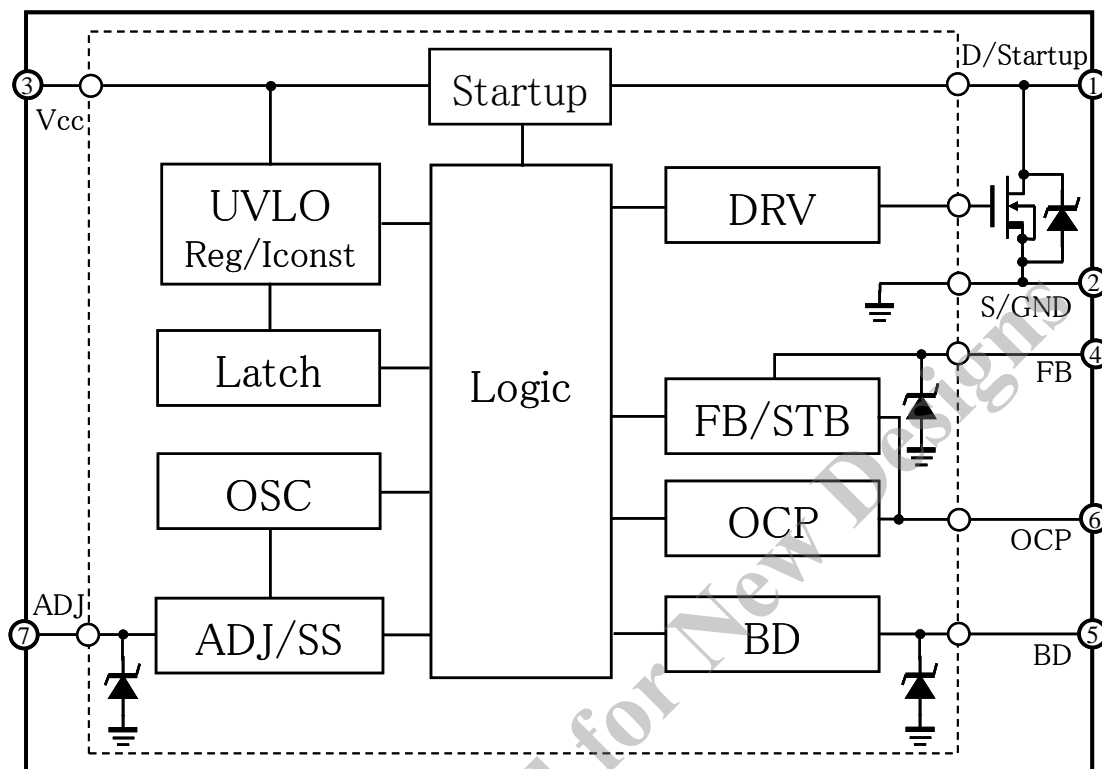 D/Startup
3
Startup
1
Vcc
UVLO
Reg/Iconst
DRV
2
S/GND
Latch
Logic
4
FB
FB/STB
OSC
OCP
6
OCP
ADJ
7
ADJ/SS
BD
5
BD
for New Designs